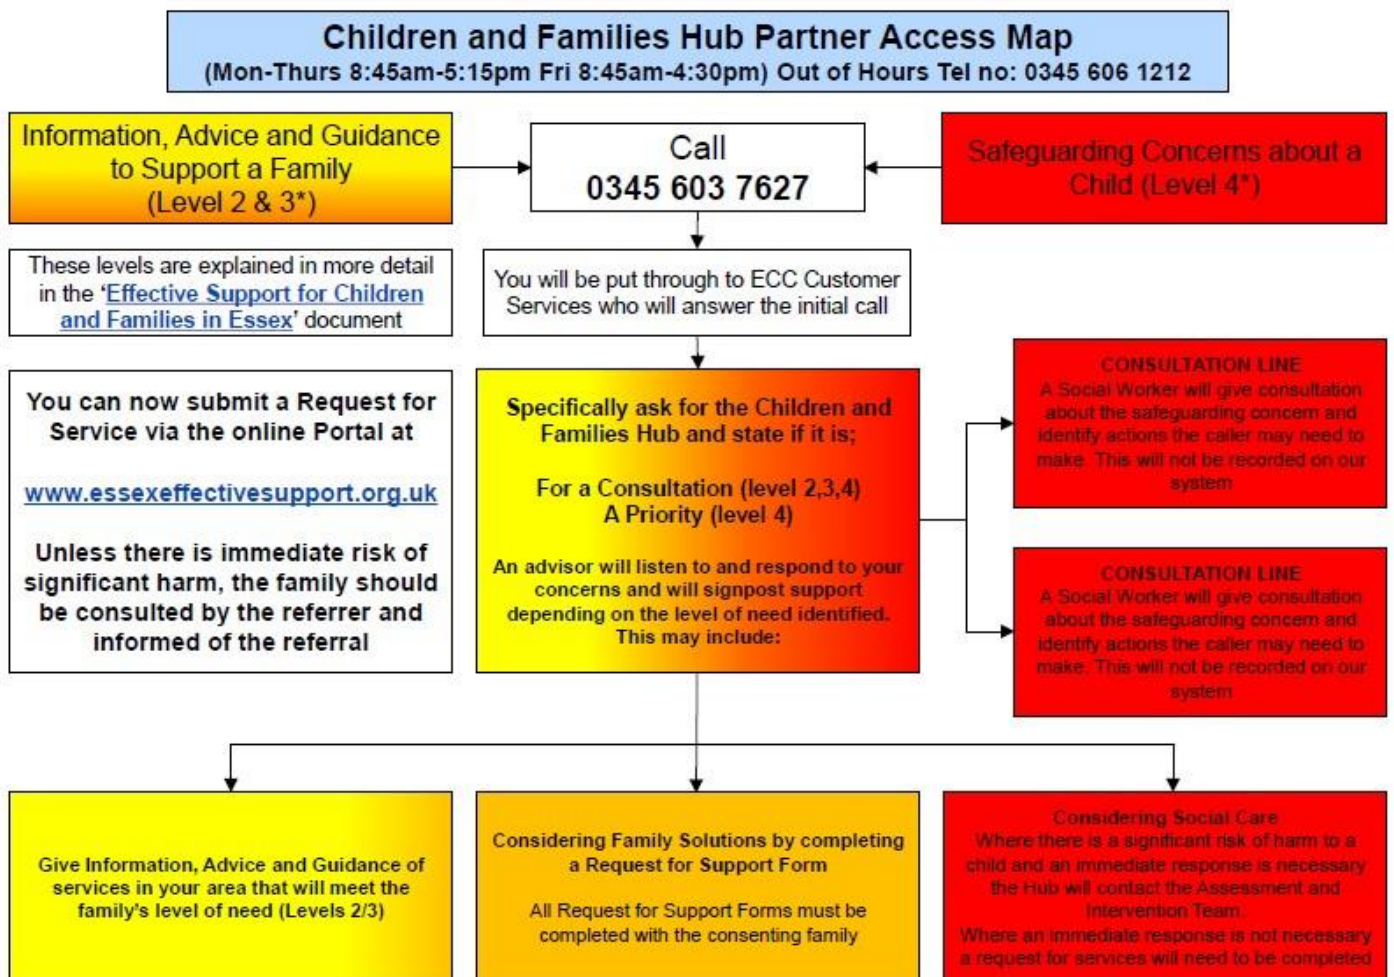 Children and Families Hub Partner Access Map
(Mon-Thurs 8:45am-5:15pm Fri 8:45am-4:30pm) Out of Hours Tel no: 0345 606 1212
Information, Advice and Guidance
to Support a Family
(Level 2 & 3*)
Call
0345 603 7627
Safeguarding Concerns about a
Child (Level 4*)
These levels are explained in more detail
in the ‘Effective Support for Children
and Families in Essex’ document
You will be put through to ECC Customer
Services who will answer the initial call
You can now submit a Request for
Service via the online Portal at
www.essexeffectivesupport.org.uk
Unless there is immediate risk of
significant harm, the family should
be consulted by the referrer and
informed of the referral
Specifically ask for the Children and
Families Hub and state if it is;
For a Consultation (level 2,3,4)
A Priority (level 4)
An advisor will listen to and respond to your
concerns and will signpost support
depending on the level of need identified.
This may include:
CONSULTATION LINE
A Social Worker will give consultation
about the safeguarding concern and
identify actions the caller may need to
make. This will not be recorded on our
system
CONSULTATION LINE
A Social Worker will give consultation
about the safeguarding concern and
identify actions the caller may need to
make. This will not be recorded on our
system
Give Information, Advice and Guidance of
services in your area that will meet the
family’s level of need (Levels 2/3)
Considering Family Solutions by completing
a Request for Support Form
All Request for Support Forms must be
completed with the consenting family
Considering Social Care
Where there is a significant risk of harm to a
child and an immediate response is necessary
the Hub will contact the Assessment and
Intervention Team.
Where an immediate response is not necessary
a request for services will need to be completed